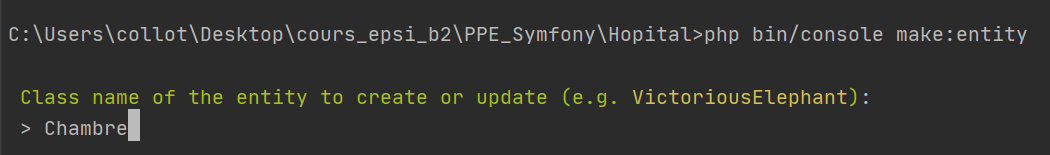 C:\Users\collot\Desktop\cours_epsi_b2\PPE_Symfony\Hopital>php bin/console make:entity
Class name of the entity to create or update (e.g. VictoriousElephant):
> Chambre